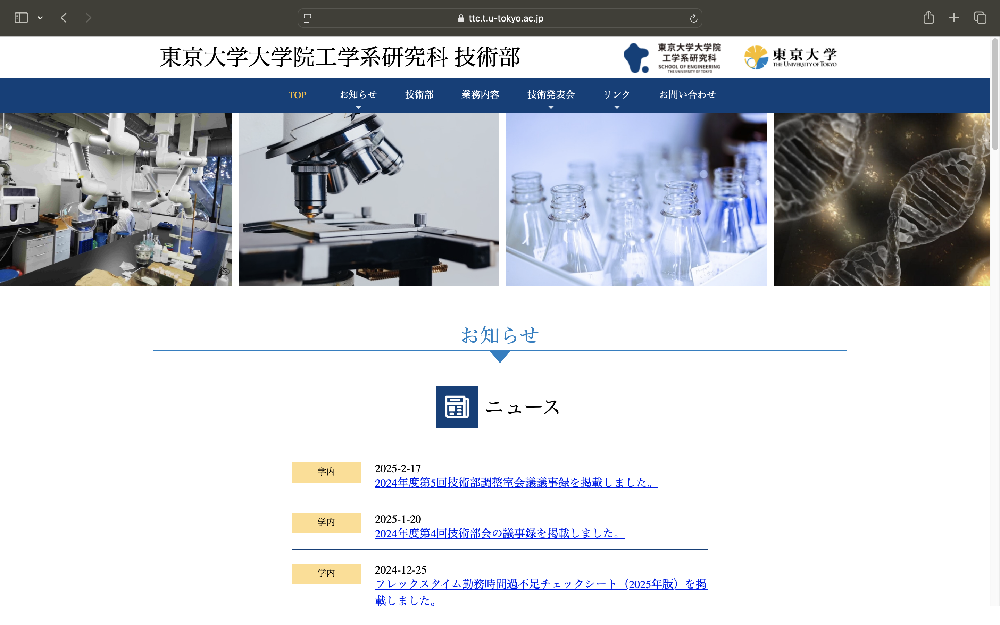 ttc.t.u-tokyo.ac.jp
東京大学大学院工学系研究科 技術部
東京大学大学院
工学系研究科
SCHOOL OF ENGINEERING
THE UNIVERSITY OF TOKYO
東京大学
THE UNIVERSITY OF TOKYO
TOP
お知らせ
技術部
業務内容
技術発表会
リンク
お問い合わせ
お知らせ
ニュース
学内
2025-2-17
2024年度第5回技術部調整室会議議事録を掲載しました。
学内
2025-1-20
2024年度第4回技術部会の議事録を掲載しました。
学内
2024-12-25
フレックスタイム勤務時間過不足チェックシート（2025年版）を掲
載しました。